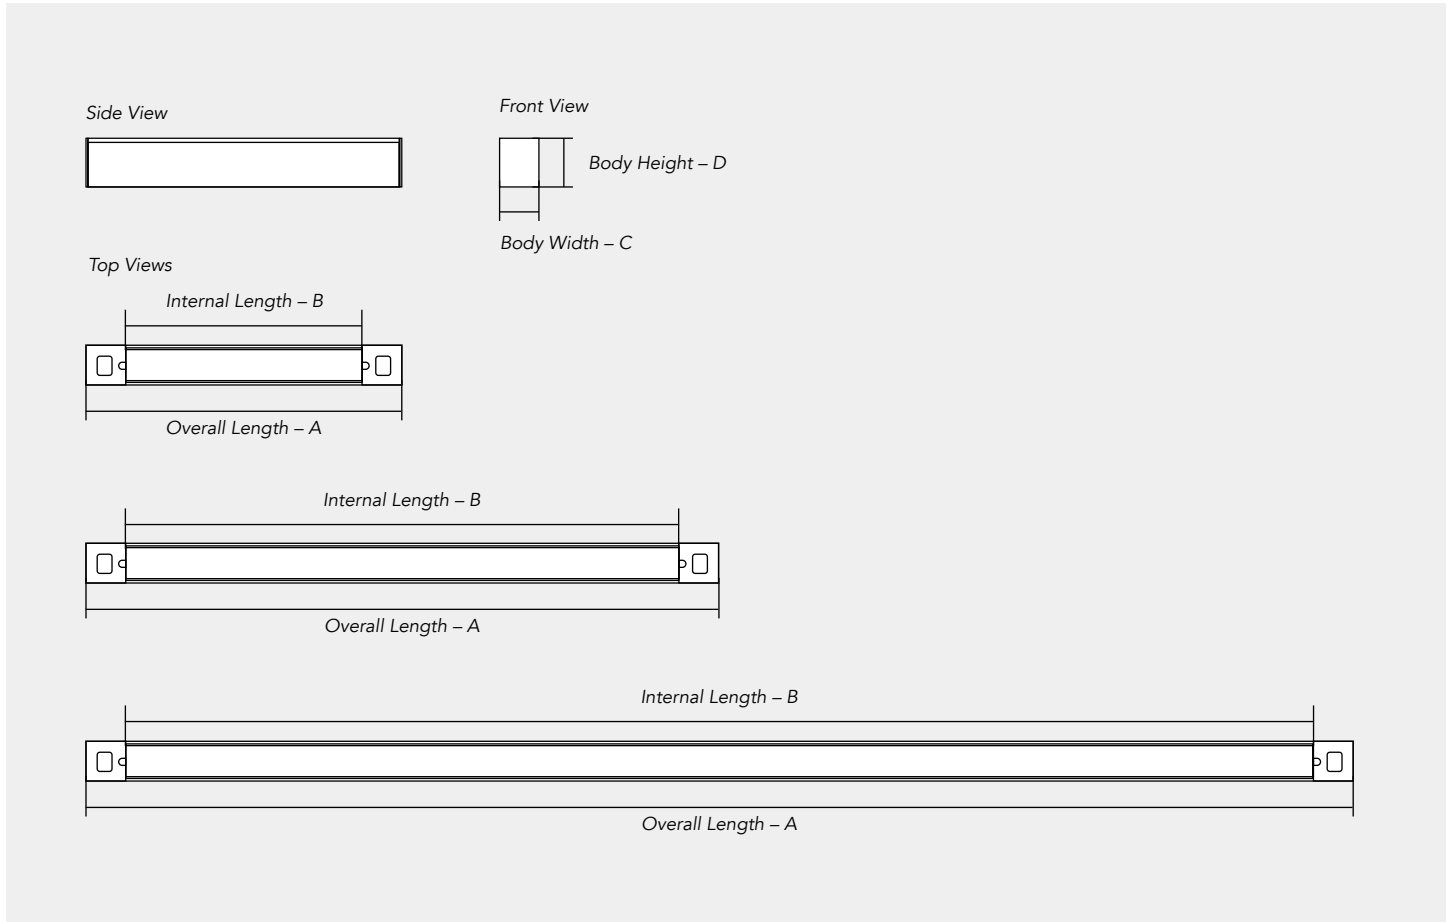 Side View
Front View
Body Height – D
Body Width – C
Top Views
Internal Length – B
Overall Length – A
Internal Length – B
Overall Length – A
Internal Length – B
Overall Length – A